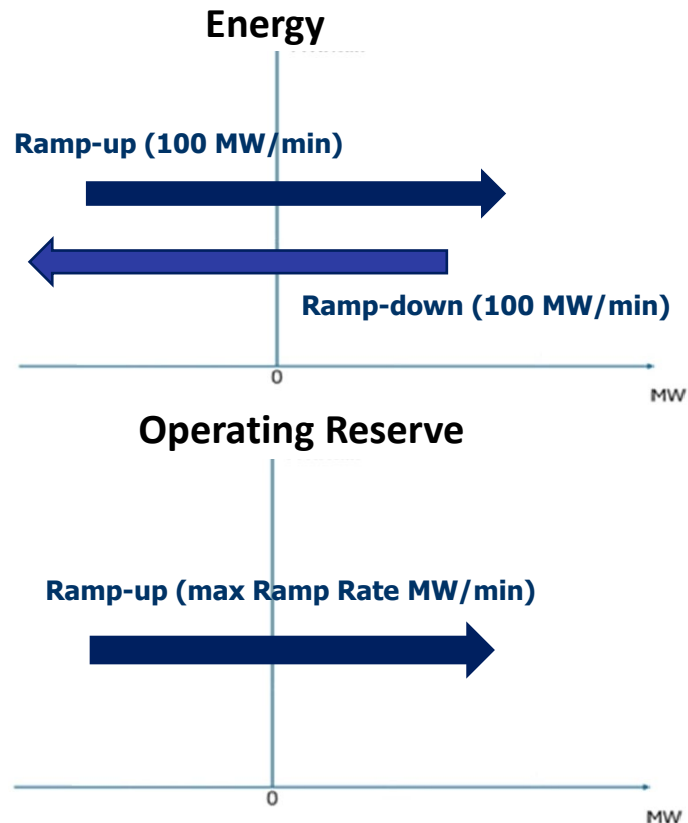 Energy
Ramp-up (100 MW/min)
Ramp-down (100 MW/min)
0
MW
Operating Reserve
Ramp-up (max Ramp Rate MW/min)
0
MW